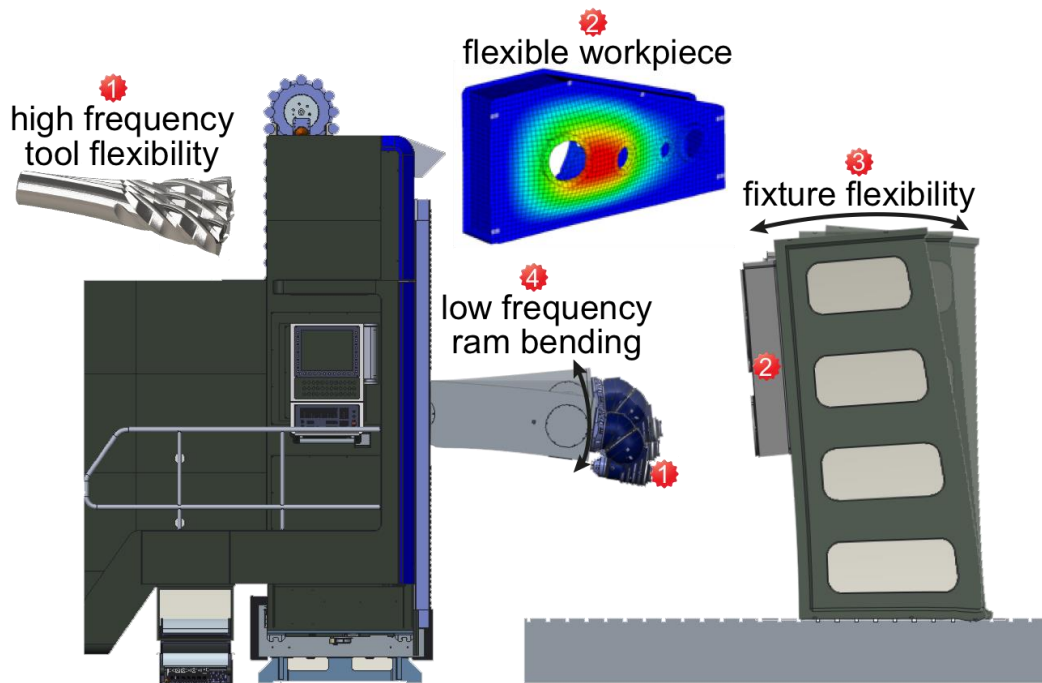 1
high frequency
tool flexibility
2
flexible workpiece
3
fixture flexibility
4
low frequency
ram bending
2
1